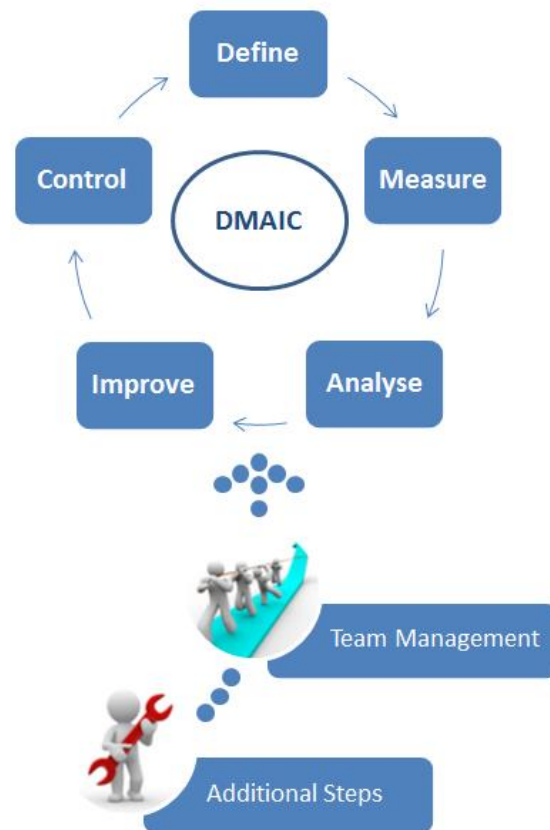 Define
Control
Measure
DMAIC
Improve
Analyse
Team Management
Additional Steps